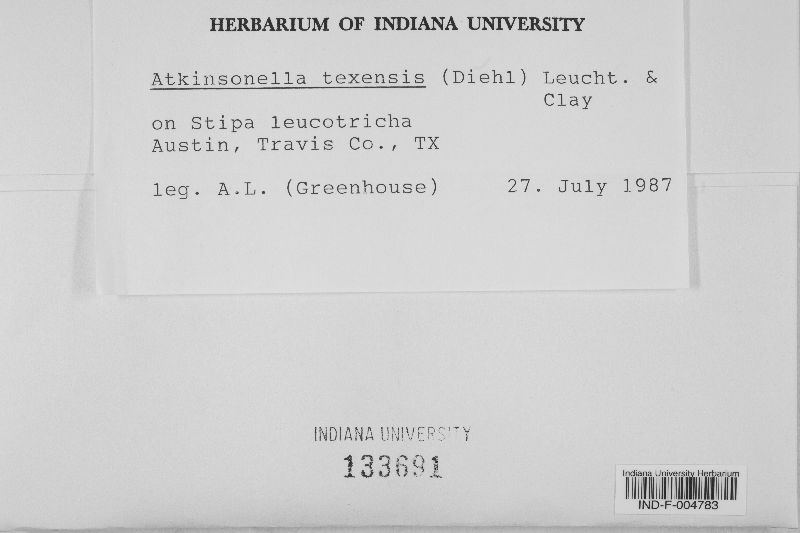 HERBARIUM OF INDIANA UNIVERSITY
Atkinsonella texensis (Diehl) Leucht. &
Clay
on Stipa leucotricha
Austin, Travis Co., TX
leg. A.L. (Greenhouse) 27. July 1987
INDIANA UNIVERSITY
133691
Indiana University Herbarium
IND-F-004783